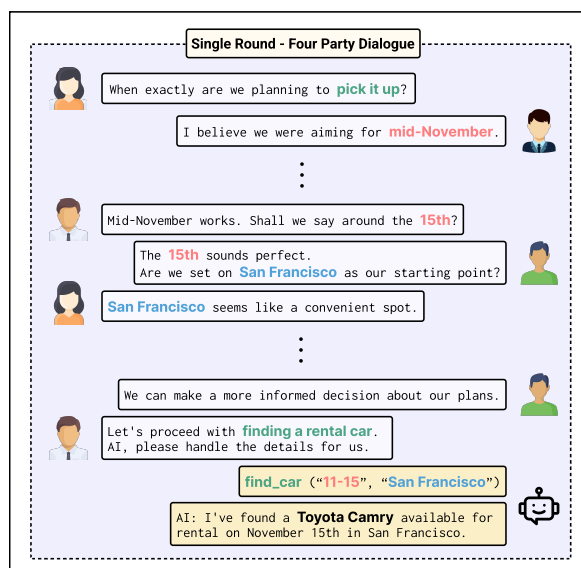 Single Round - Four Party Dialogue
When exactly are we planning to pick it up?
I believe we were aiming for mid-November.
Mid-November works. Shall we say around the 15th?
The 15th sounds perfect.
Are we set on San Francisco as our starting point?
San Francisco seems like a convenient spot.
We can make a more informed decision about our plans.
Let's proceed with finding a rental car.
AI, please handle the details for us.
find_car (“11-15”, “San Francisco”)
AI: I've found a Toyota Camry available for
rental on November 15th in San Francisco.